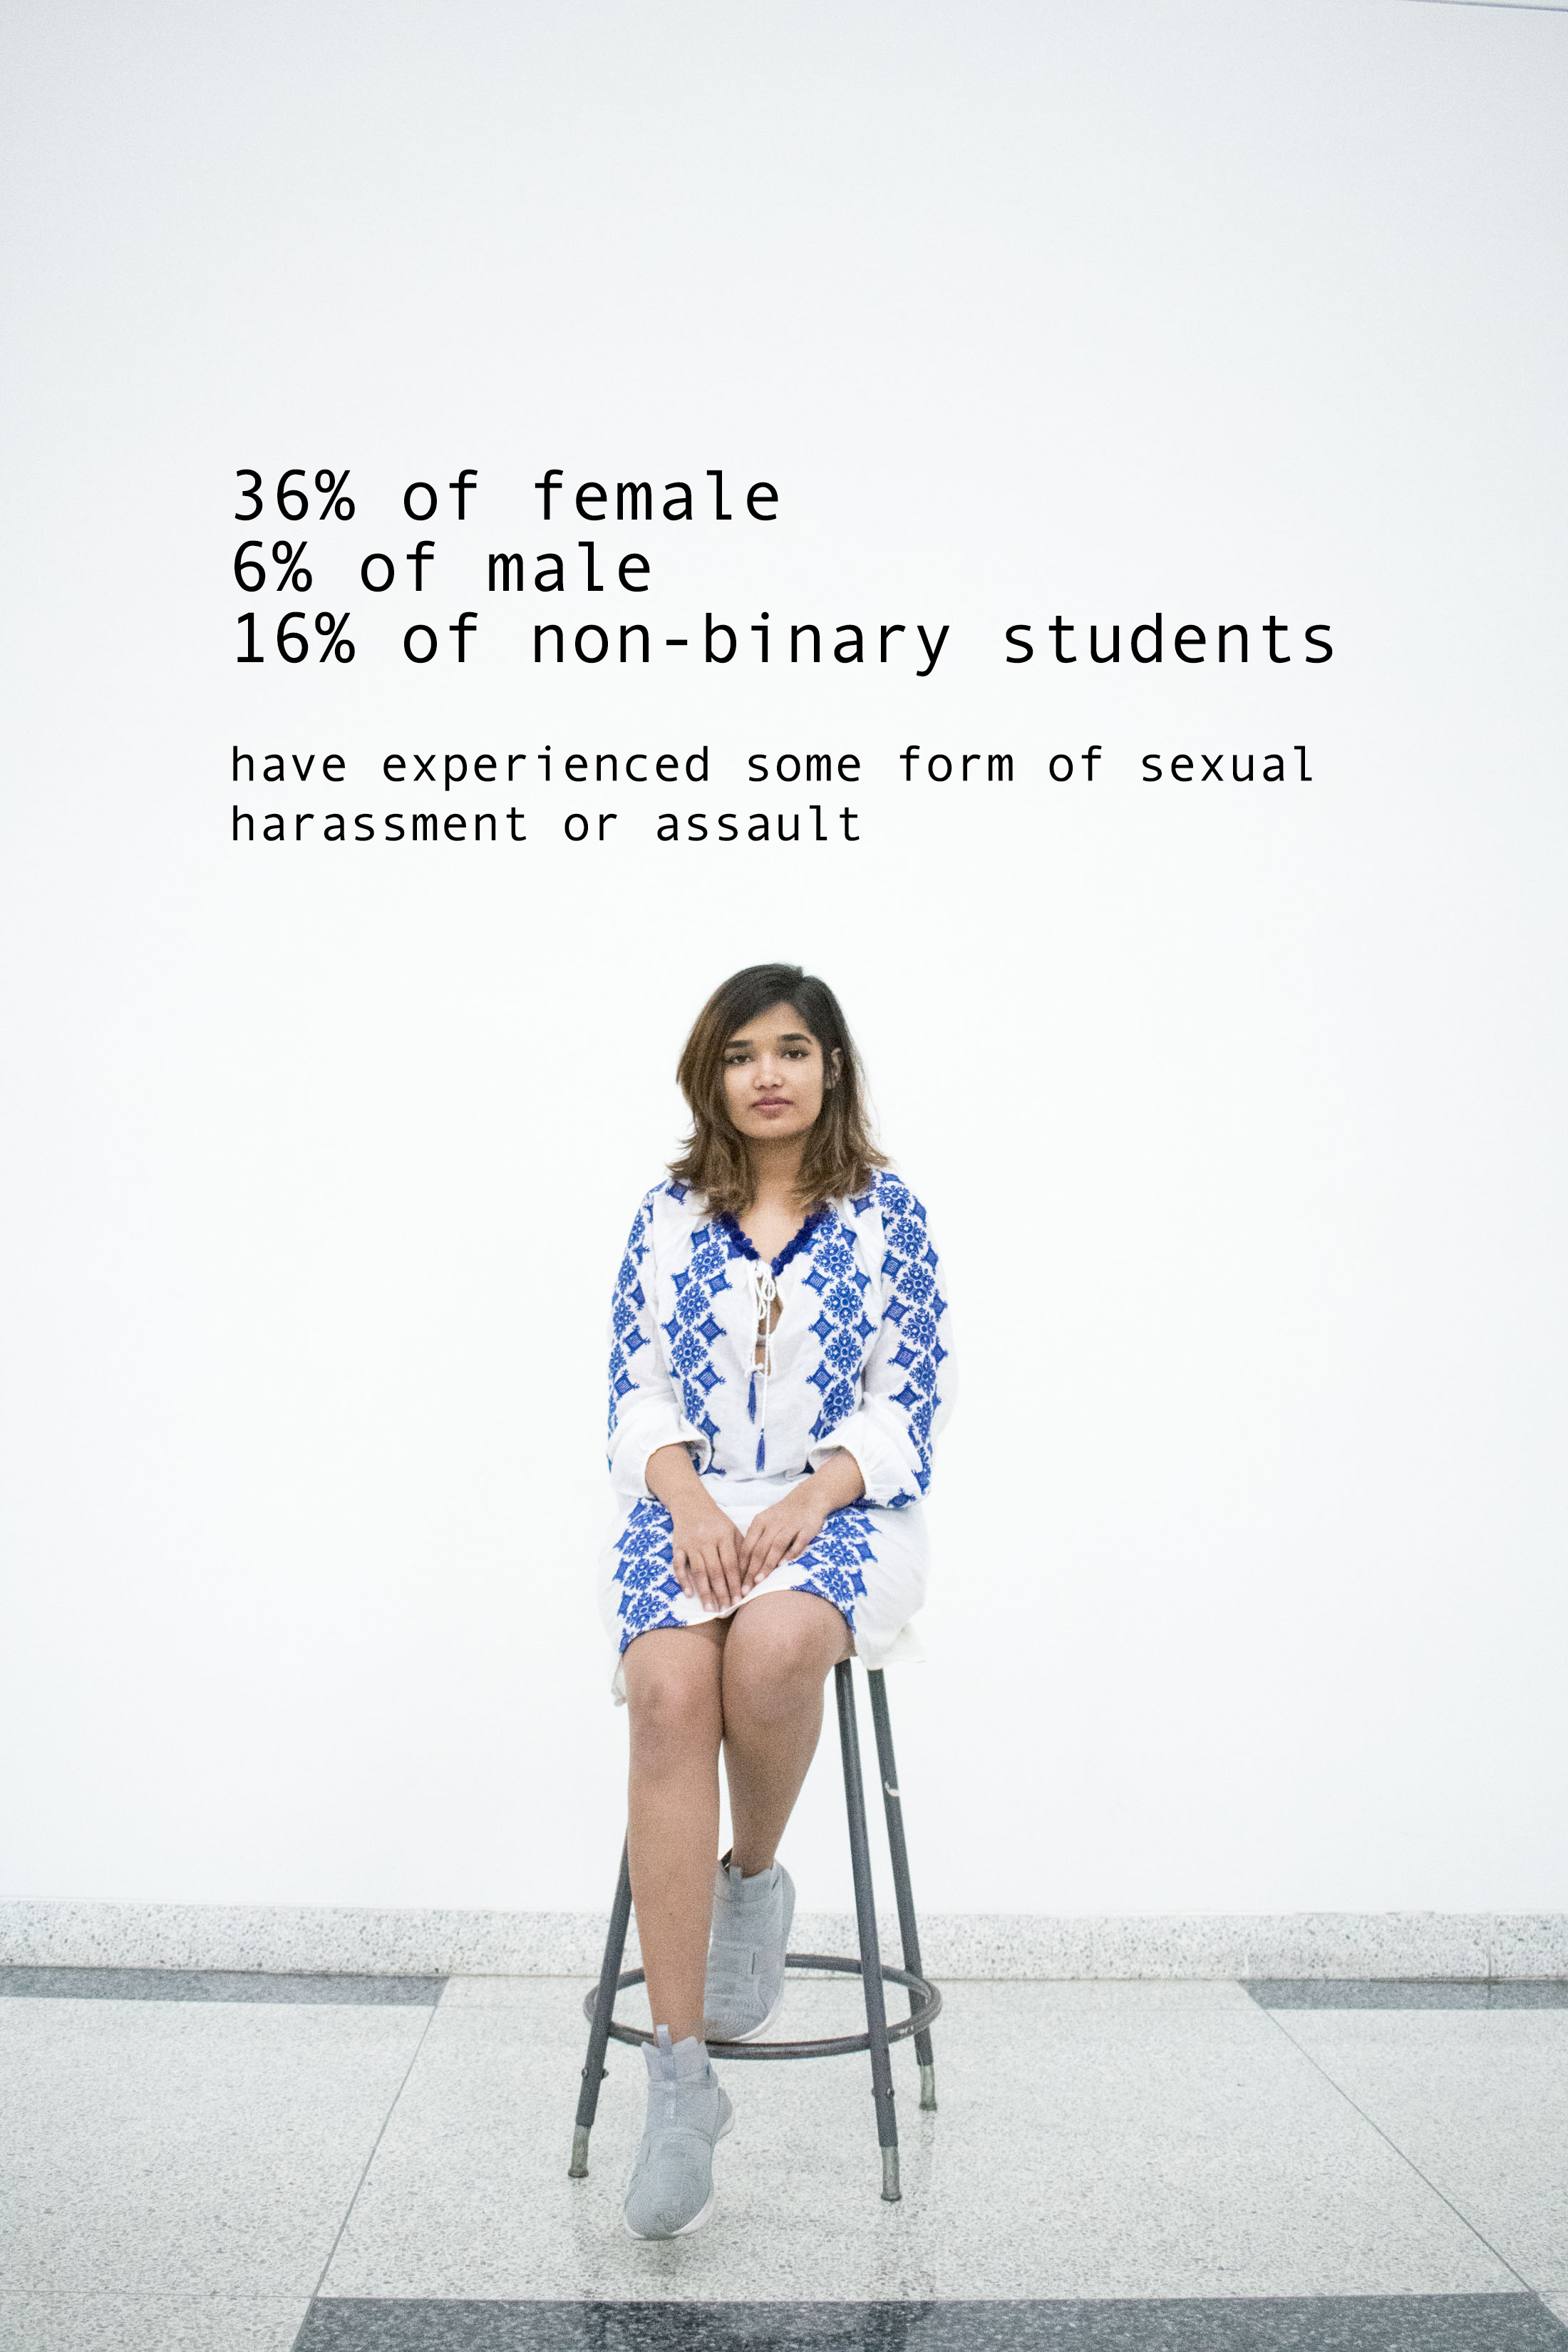 36% of female
6% of male
16% of non-binary students
have experienced some form of sexual
harassment or assault